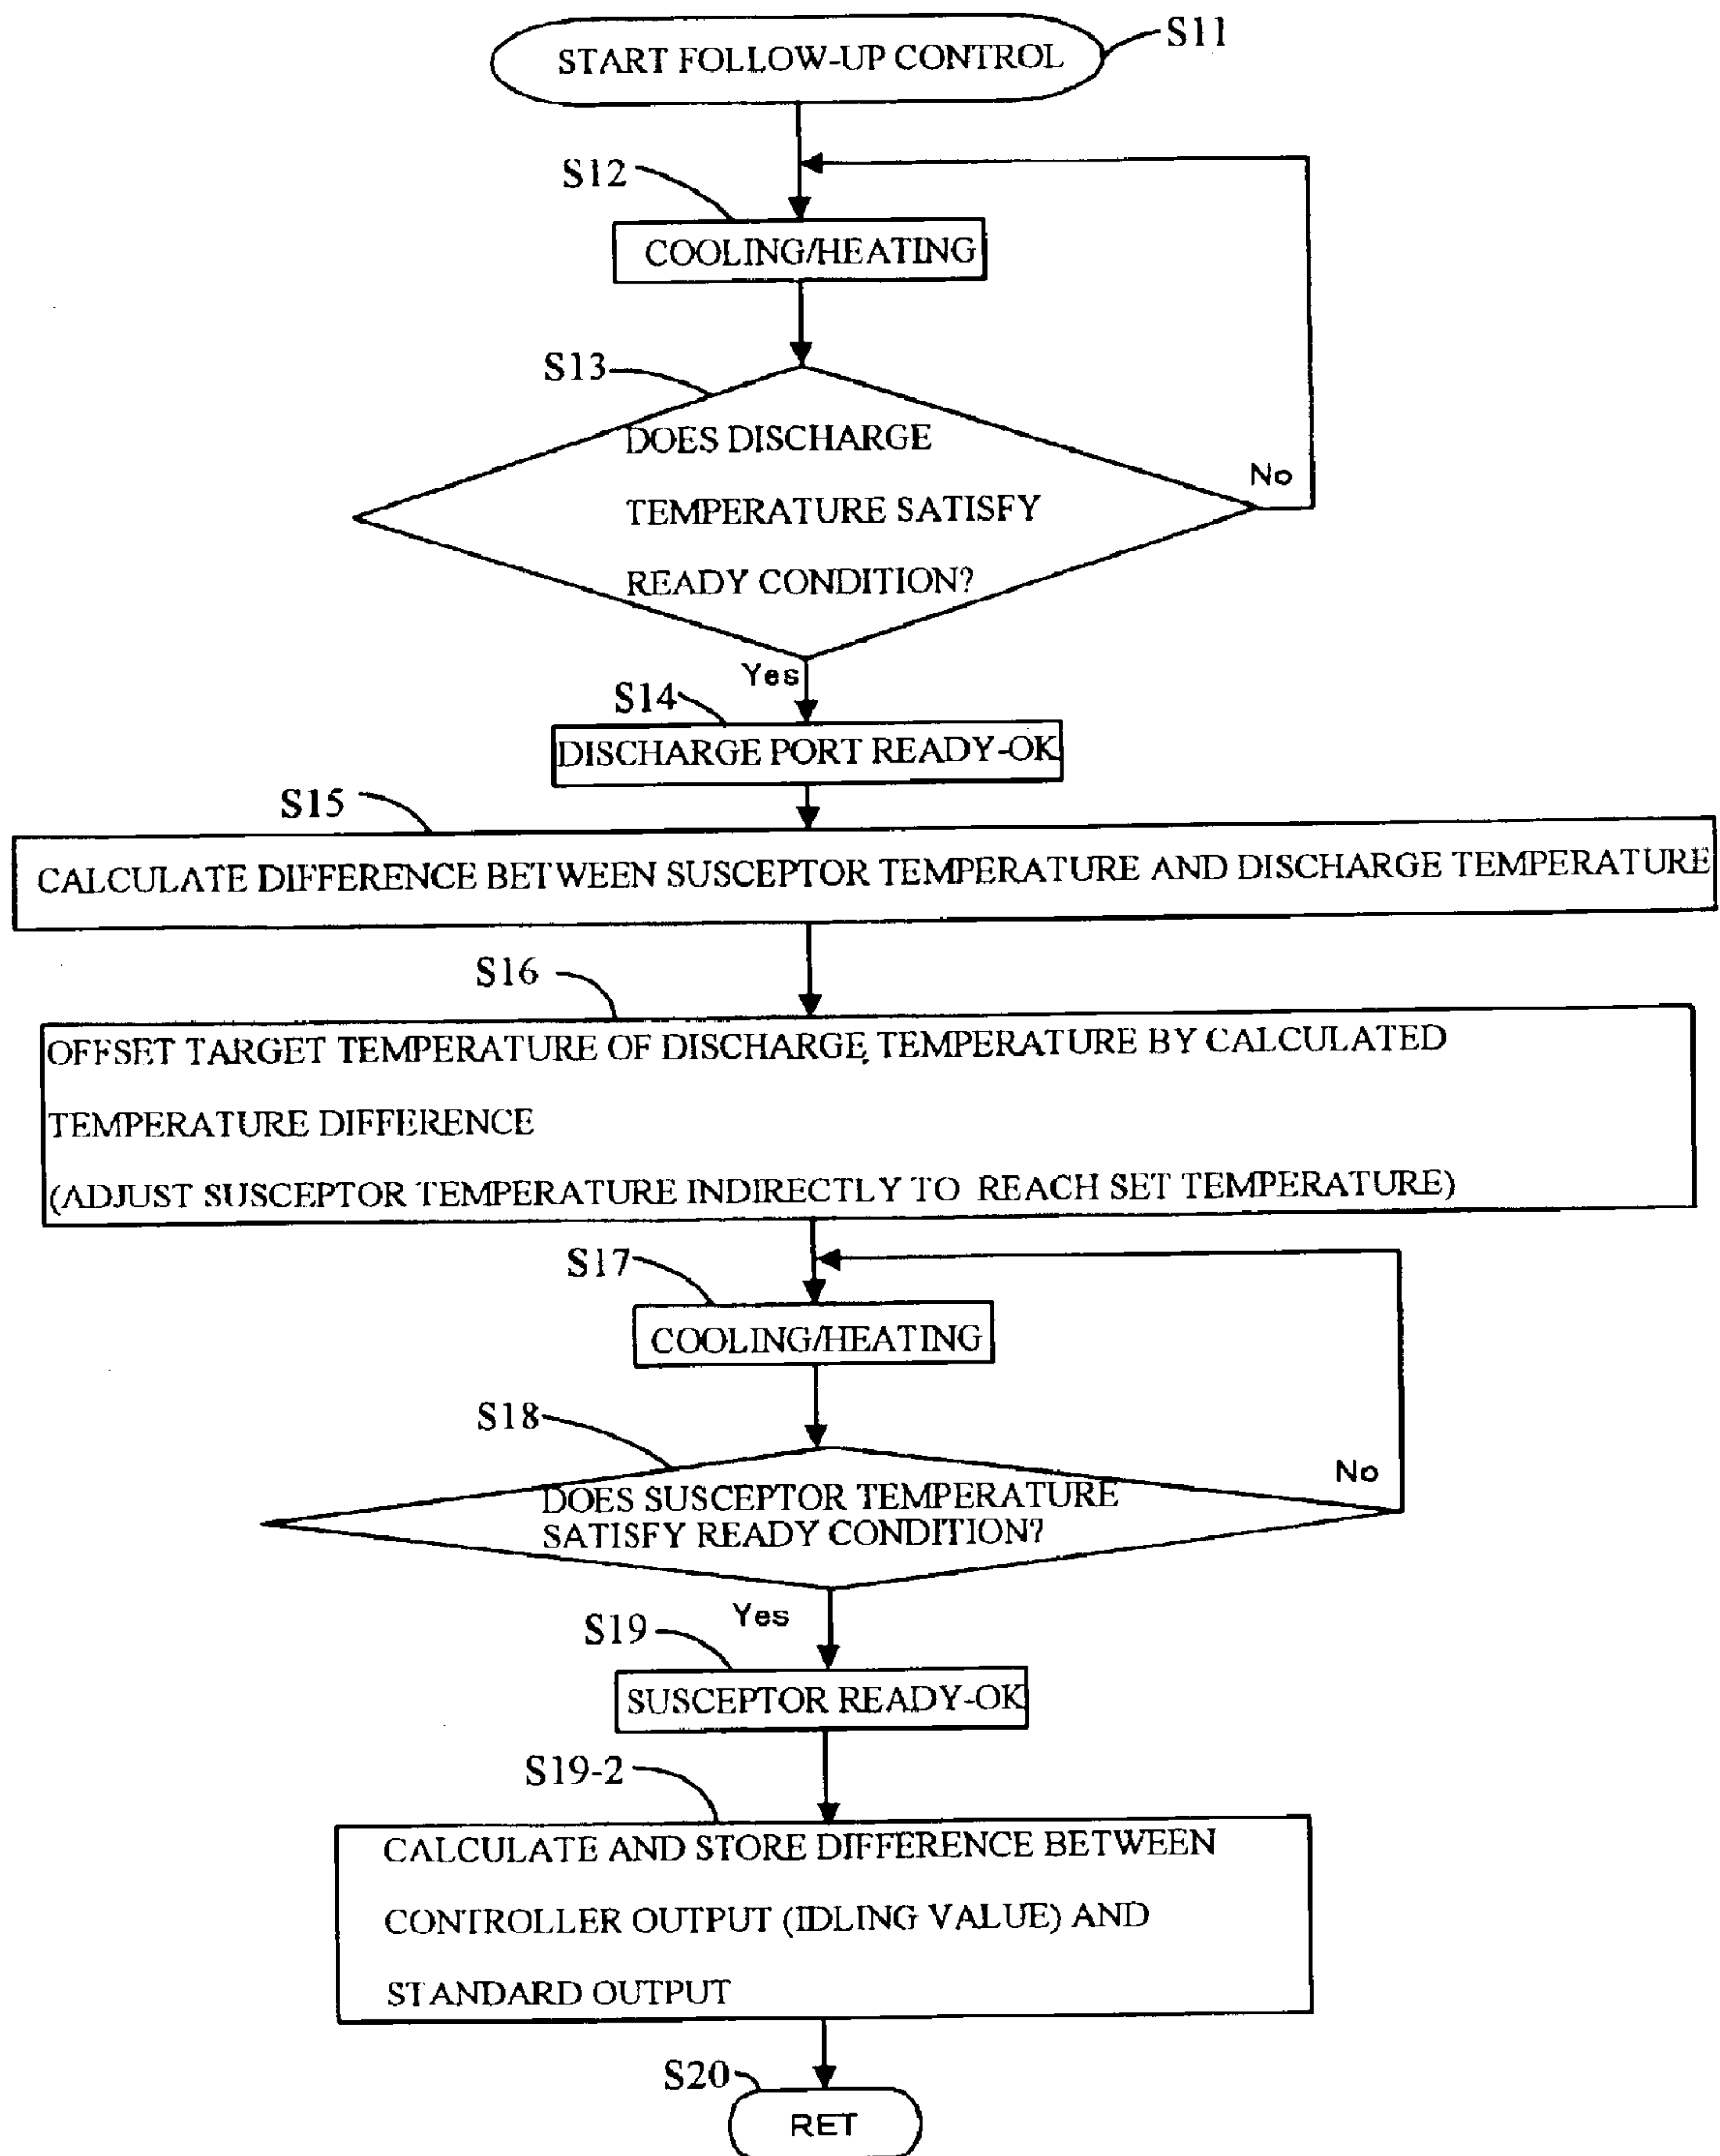 START FOLLOW-UP CONTROL
S11
S12
COOLING/HEATING
S13
DOES DISCHARGE
TEMPERATURE SATISFY
READY CONDITION?
No
Yes
S14
DISCHARGE PORT READY-OK
S15
CALCULATE DIFFERENCE BETWEEN SUSCEPTOR TEMPERATURE AND DISCHARGE TEMPERATURE
S16
OFFSET TARGET TEMPERATURE OF DISCHARGE TEMPERATURE BY CALCULATED
TEMPERATURE DIFFERENCE
(ADJUST SUSCEPTOR TEMPERATURE INDIRECTLY TO REACH SET TEMPERATURE)
S17
COOLING/HEATING
S18
DOES SUSCEPTOR TEMPERATURE
SATISFY READY CONDITION?
No
Yes
S19
SUSCEPTOR READY-OK
S19-2
CALCULATE AND STORE DIFFERENCE BETWEEN
CONTROLLER OUTPUT (IDLING VALUE) AND
STANDARD OUTPUT
S20
RET